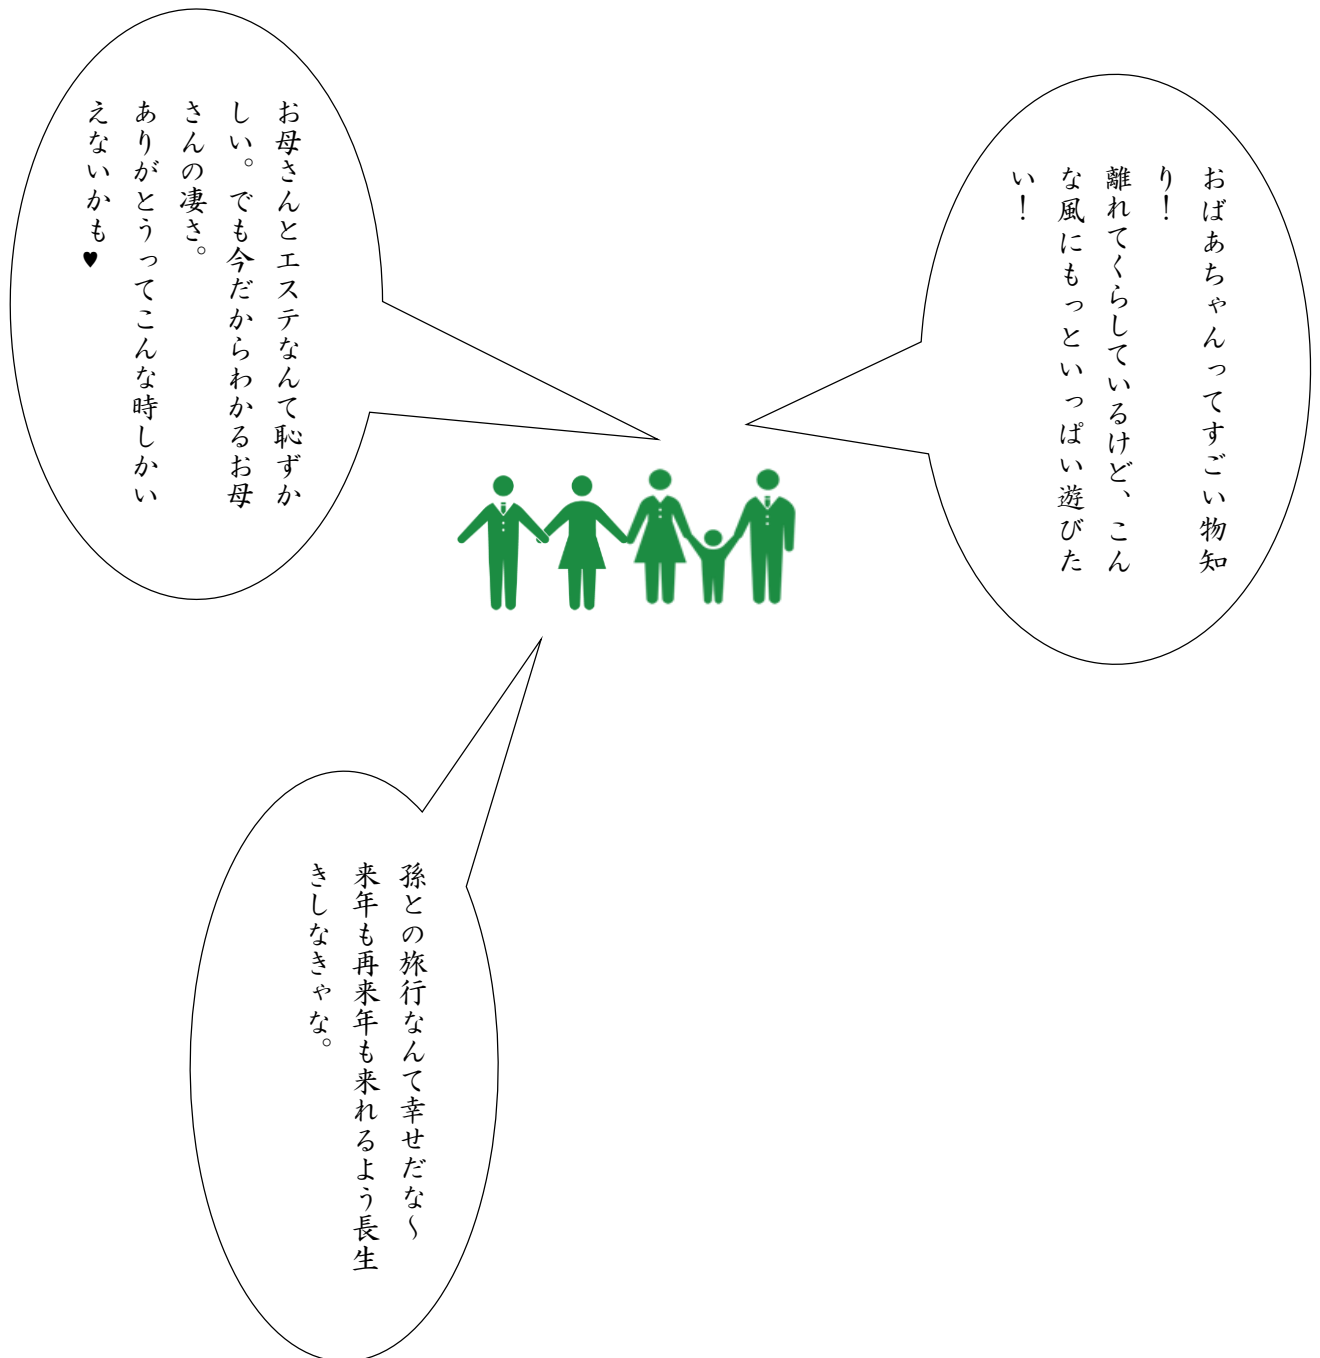 おばあちゃんってすごい物知
り！
離れてくらしているけど、こん
な風にもっといっぱい遊びた
い！
お母さんとエステなんて恥ずか
しい。でも今だからわかるお母
さんの凄さ。
ありがとうってこんな時しかい
えないかも♥
孫との旅行なんて幸せだな～
来年も再来年も来れるよう長生
きしなきゃな。